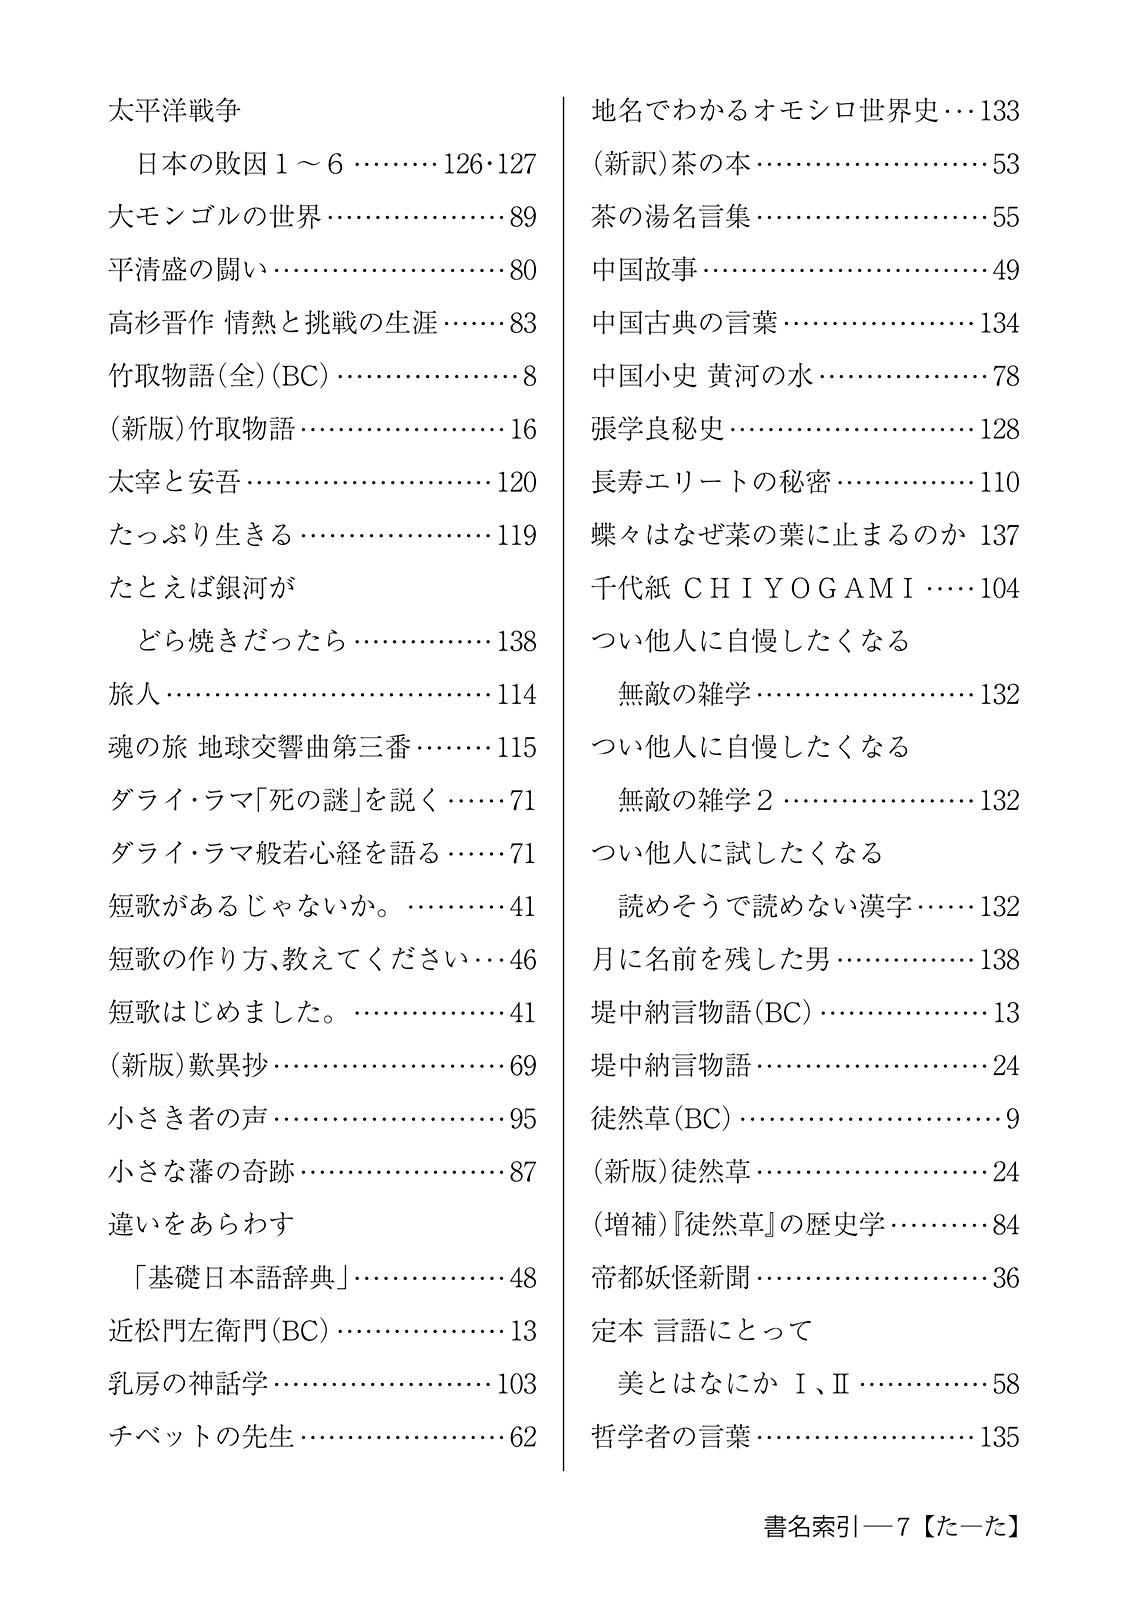 太平洋戦争
日本の敗因１～６ ………126・127
大モンゴルの世界…………………89
平清盛の闘い………………………80
高杉晋作 情熱と挑戦の生涯………83
竹取物語（全）（BC）…………………8
（新版）竹取物語……………………16
太宰と安吾…………………………120
たっぷり生きる……………………119
たとえば銀河が
どら焼きだったら………………138
旅人…………………………………114
魂の旅 地球交響曲第三番…………115
ダライ・ラマ「死の謎」を説く………71
ダライ・ラマ般若心経を語る………71
短歌があるじゃないか。……………41
短歌の作り方、教えてください……46
短歌はじめました。…………………41
（新版）歎異抄………………………69
小さき者の声………………………95
小さな藩の奇跡……………………87
違いをあらわす
「基礎日本語辞典」………………48
近松門左衛門（BC）…………………13
乳房の神話学………………………103
チベットの先生……………………62
地名でわかるオモシロ世界史…133
（新訳）茶の本………………………53
茶の湯名言集………………………55
中国故事……………………………49
中国古典の言葉……………………134
中国小史 黄河の水…………………78
張学良秘史…………………………128
長寿エリートの秘密………………110
蝶々はなぜ菜の葉に止まるのか 137
千代紙 ＣＨＩＹＯＧＡＭＩ……104
つい他人に自慢したくなる
無敵の雑学………………………132
つい他人に自慢したくなる
無敵の雑学２……………………132
つい他人に試したくなる
読めそうで読めない漢字………132
月に名前を残した男………………138
堤中納言物語（BC）…………………13
堤中納言物語………………………24
徒然草（BC）…………………………9
（新版）徒然草………………………24
（増補）『徒然草』の歴史学…………84
帝都妖怪新聞………………………36
定本 言語にとって
美とはなにか Ⅰ、Ⅱ……………58
哲学者の言葉………………………135
書名索引―７【た―た】